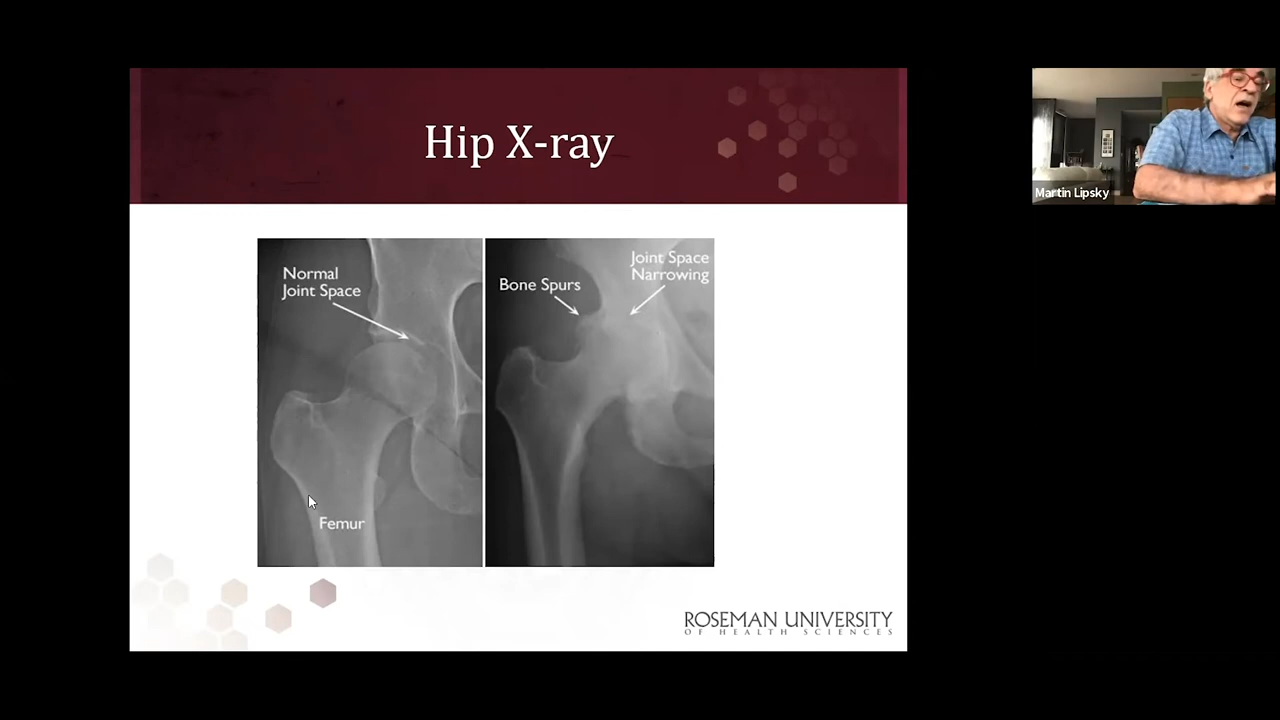 Hip X-ray
Normal
Joint Space
Femur
Bone Spurs
Joint Space
Narrowing
ROSEMAN UNIVERSITY
OF HEALTH SCIENCES
Martin Lipsky